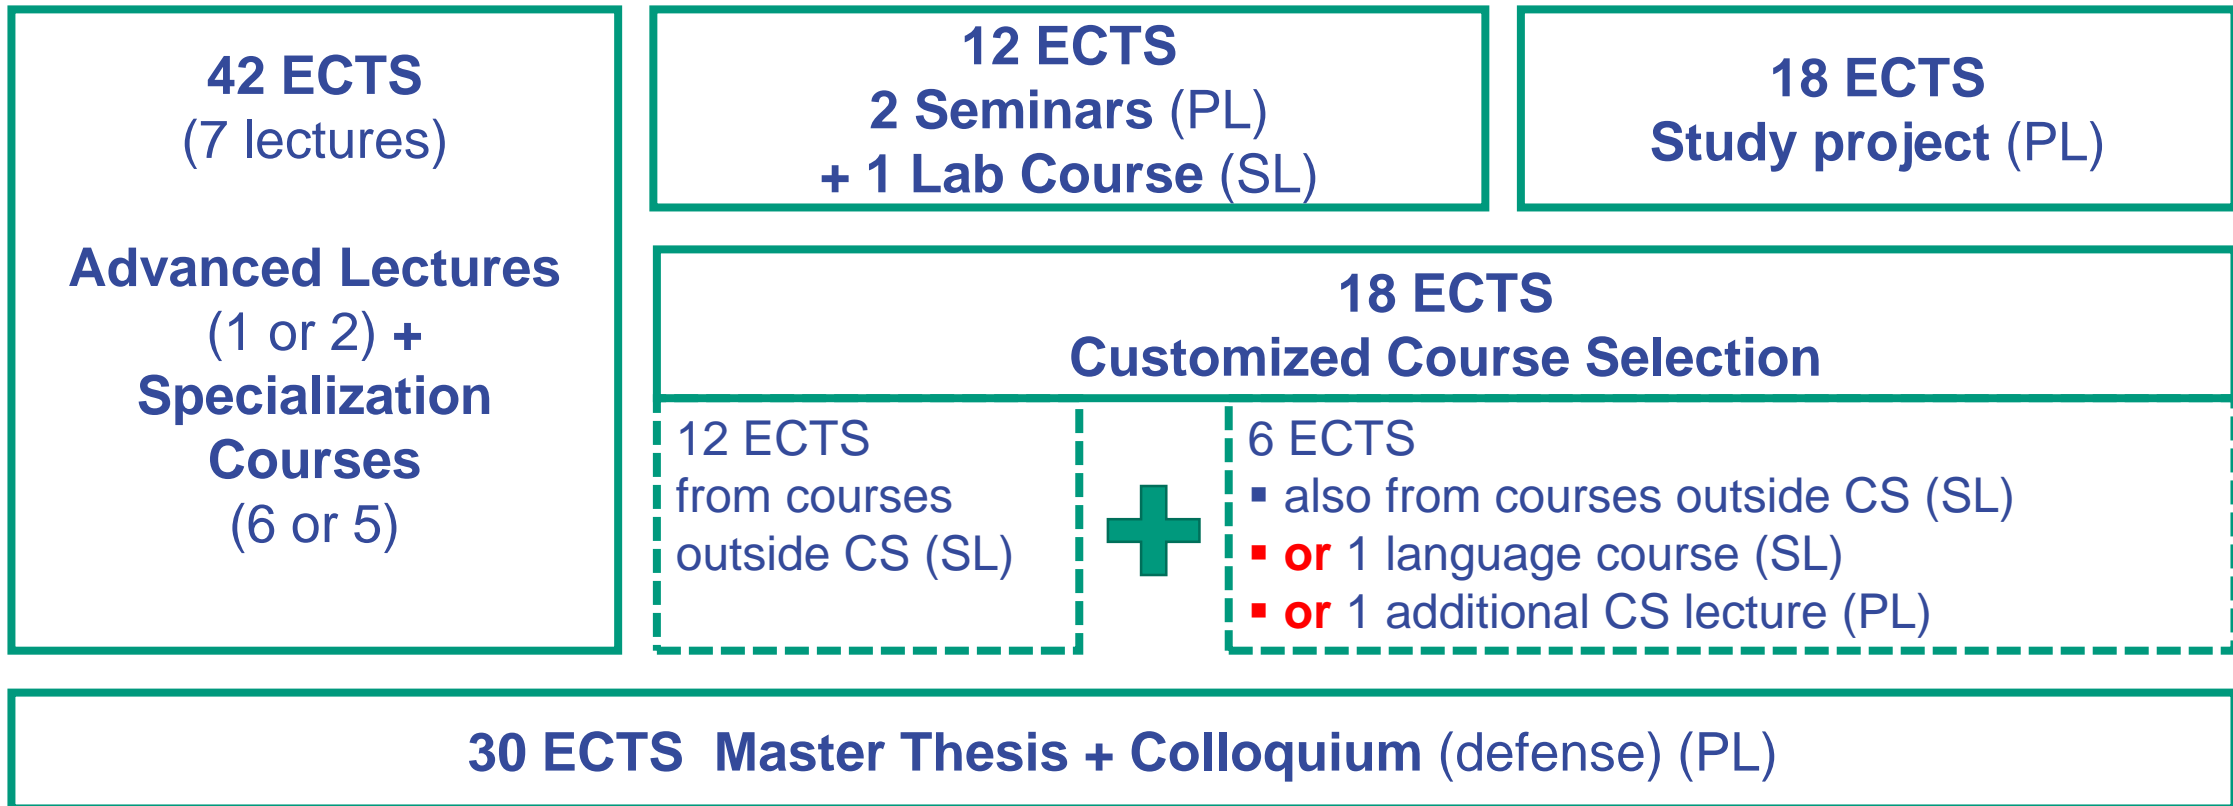 42 ECTS
(7 lectures)
Advanced Lectures
(1 or 2) +
Specialization
Courses
(6 or 5)
12 ECTS
2 Seminars (PL)
+ 1 Lab Course (SL)
18 ECTS
Study project (PL)
18 ECTS
Customized Course Selection
12 ECTS
from courses
outside CS (SL)
6 ECTS
▪ also from courses outside CS (SL)
▪ or 1 language course (SL)
▪ or 1 additional CS lecture (PL)
30 ECTS Master Thesis + Colloquium (defense) (PL)